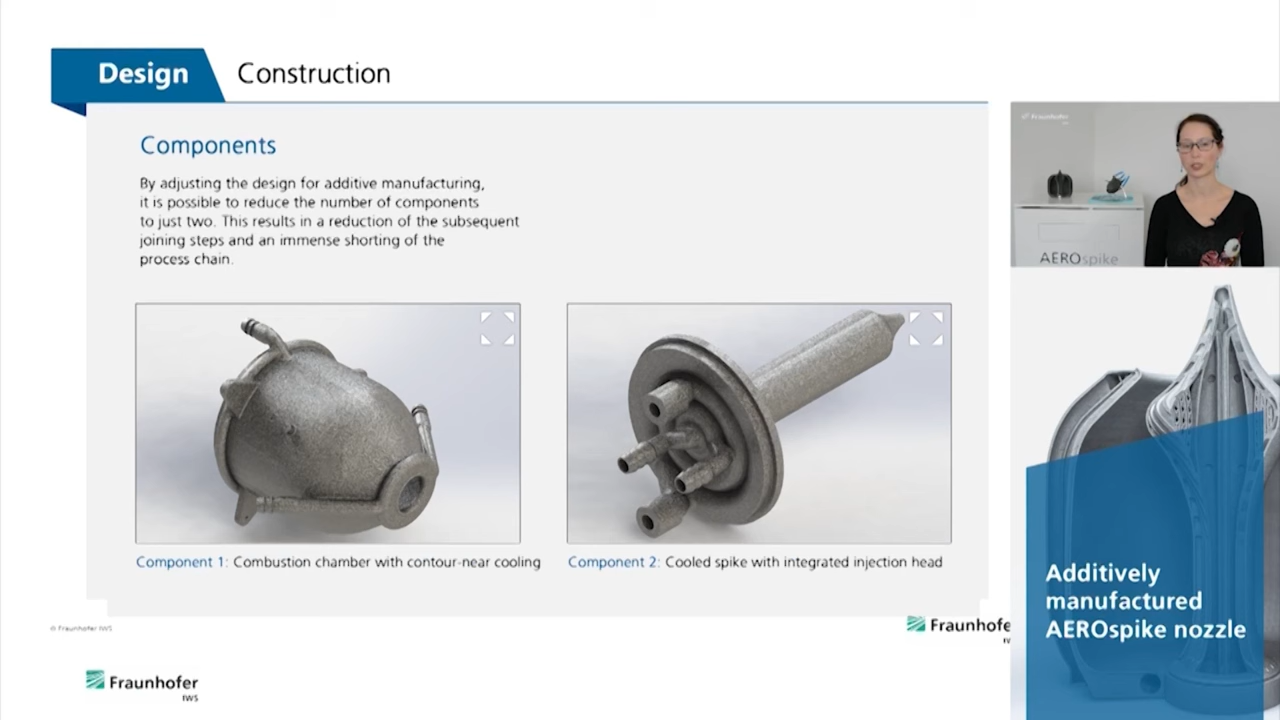 Design Construction
Components
By adjusting the design for additive manufacturing,
it is possible to reduce the number of components
to just two. This results in a reduction of the subsequent
joining steps and an immense shorting of the
process chain.
Component 1: Combustion chamber with contour-near cooling
Component 2: Cooled spike with integrated injection head
© Fraunhofer IWS
Fraunhofe
Fraunhofer
IWS
Fraunhofer
AEROspike
Additively
manufactured
AEROspike nozzle